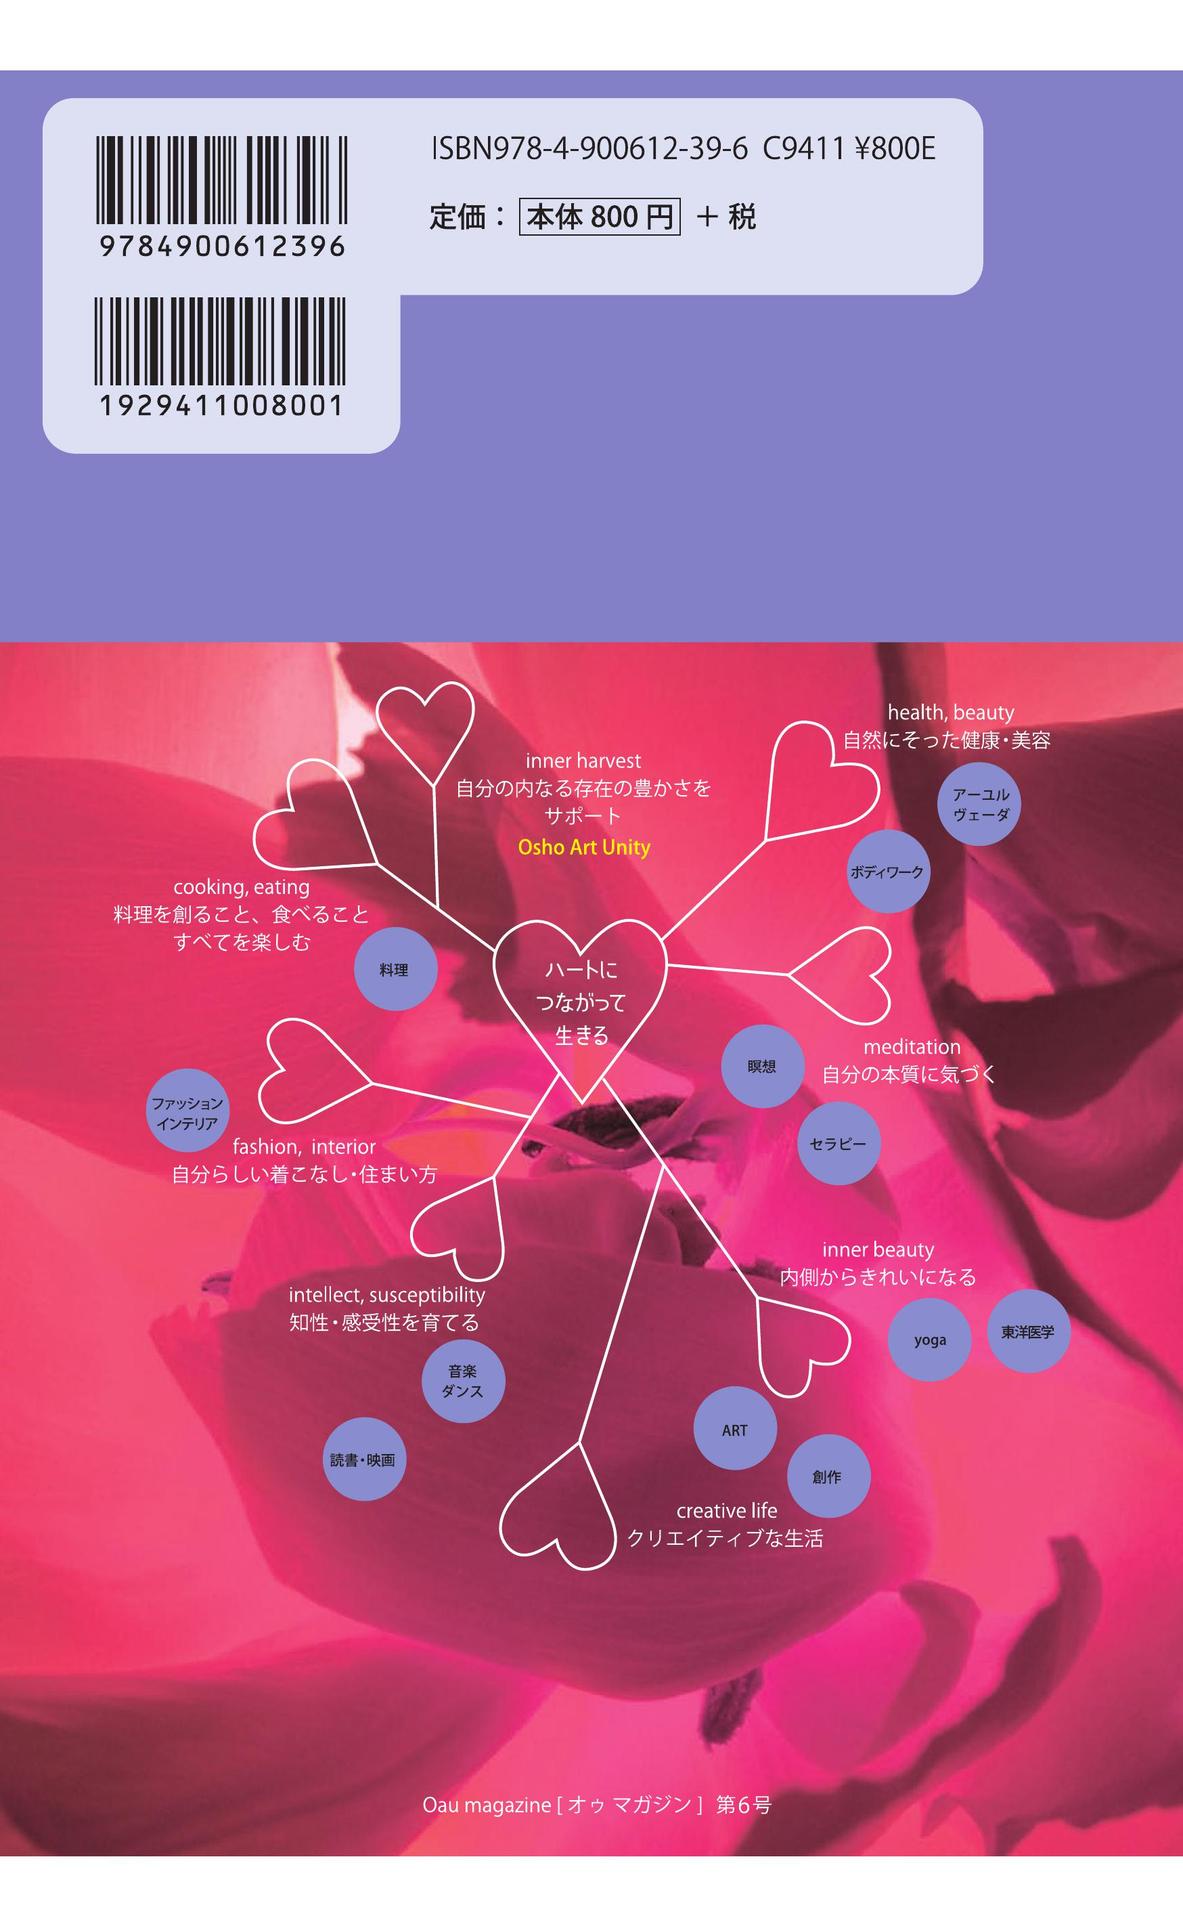 ISBN978-4-900612-39-6 C9411 ¥800E
定価： 本体 800 円 ＋ 税
9784900612396
1929411008001
health, beauty
自然にそった健康・美容
アーユル
ヴェーダ
ボディワーク
inner harvest
自分の内なる存在の豊かさを
サポート
Osho Art Unity
cooking, eating
料理を創ること、食べること
すべてを楽しむ
料理
ハートに
つながって
生きる
meditation
自分の本質に気づく
瞑想
セラピー
ファッション
インテリア
fashion, interior
自分らしい着こなし・住まい方
inner beauty
内側からきれいになる
yoga
東洋医学
intellect, susceptibility
知性・感受性を育てる
音楽
ダンス
読書・映画
ART
創作
creative life
クリエイティブな生活
Oau magazine [ オゥ マガジン ] 第6号